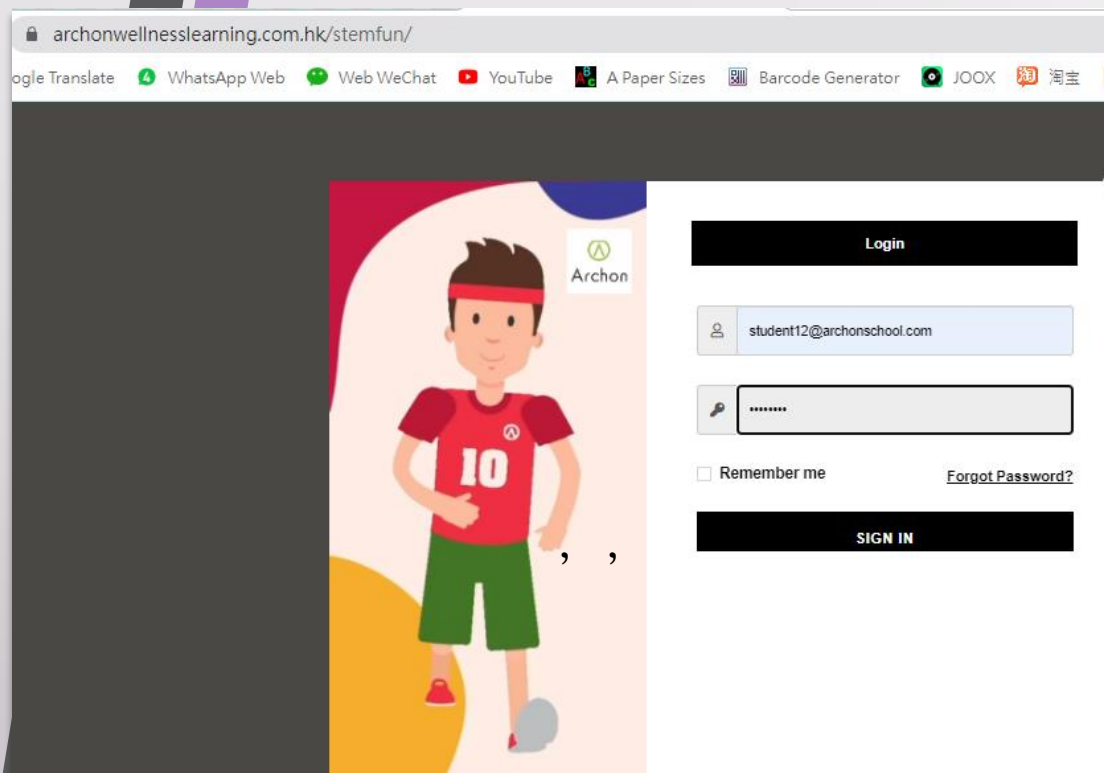 archonwellnesslearning.com.hk/stemfun/
ogle Translate WhatsApp Web Web WeChat YouTube A Paper Sizes Barcode Generator JOOX 淘宝
Archon
10
, ,
Login
student12@archonschool.com
••••••••
Remember me Forgot Password?
SIGN IN